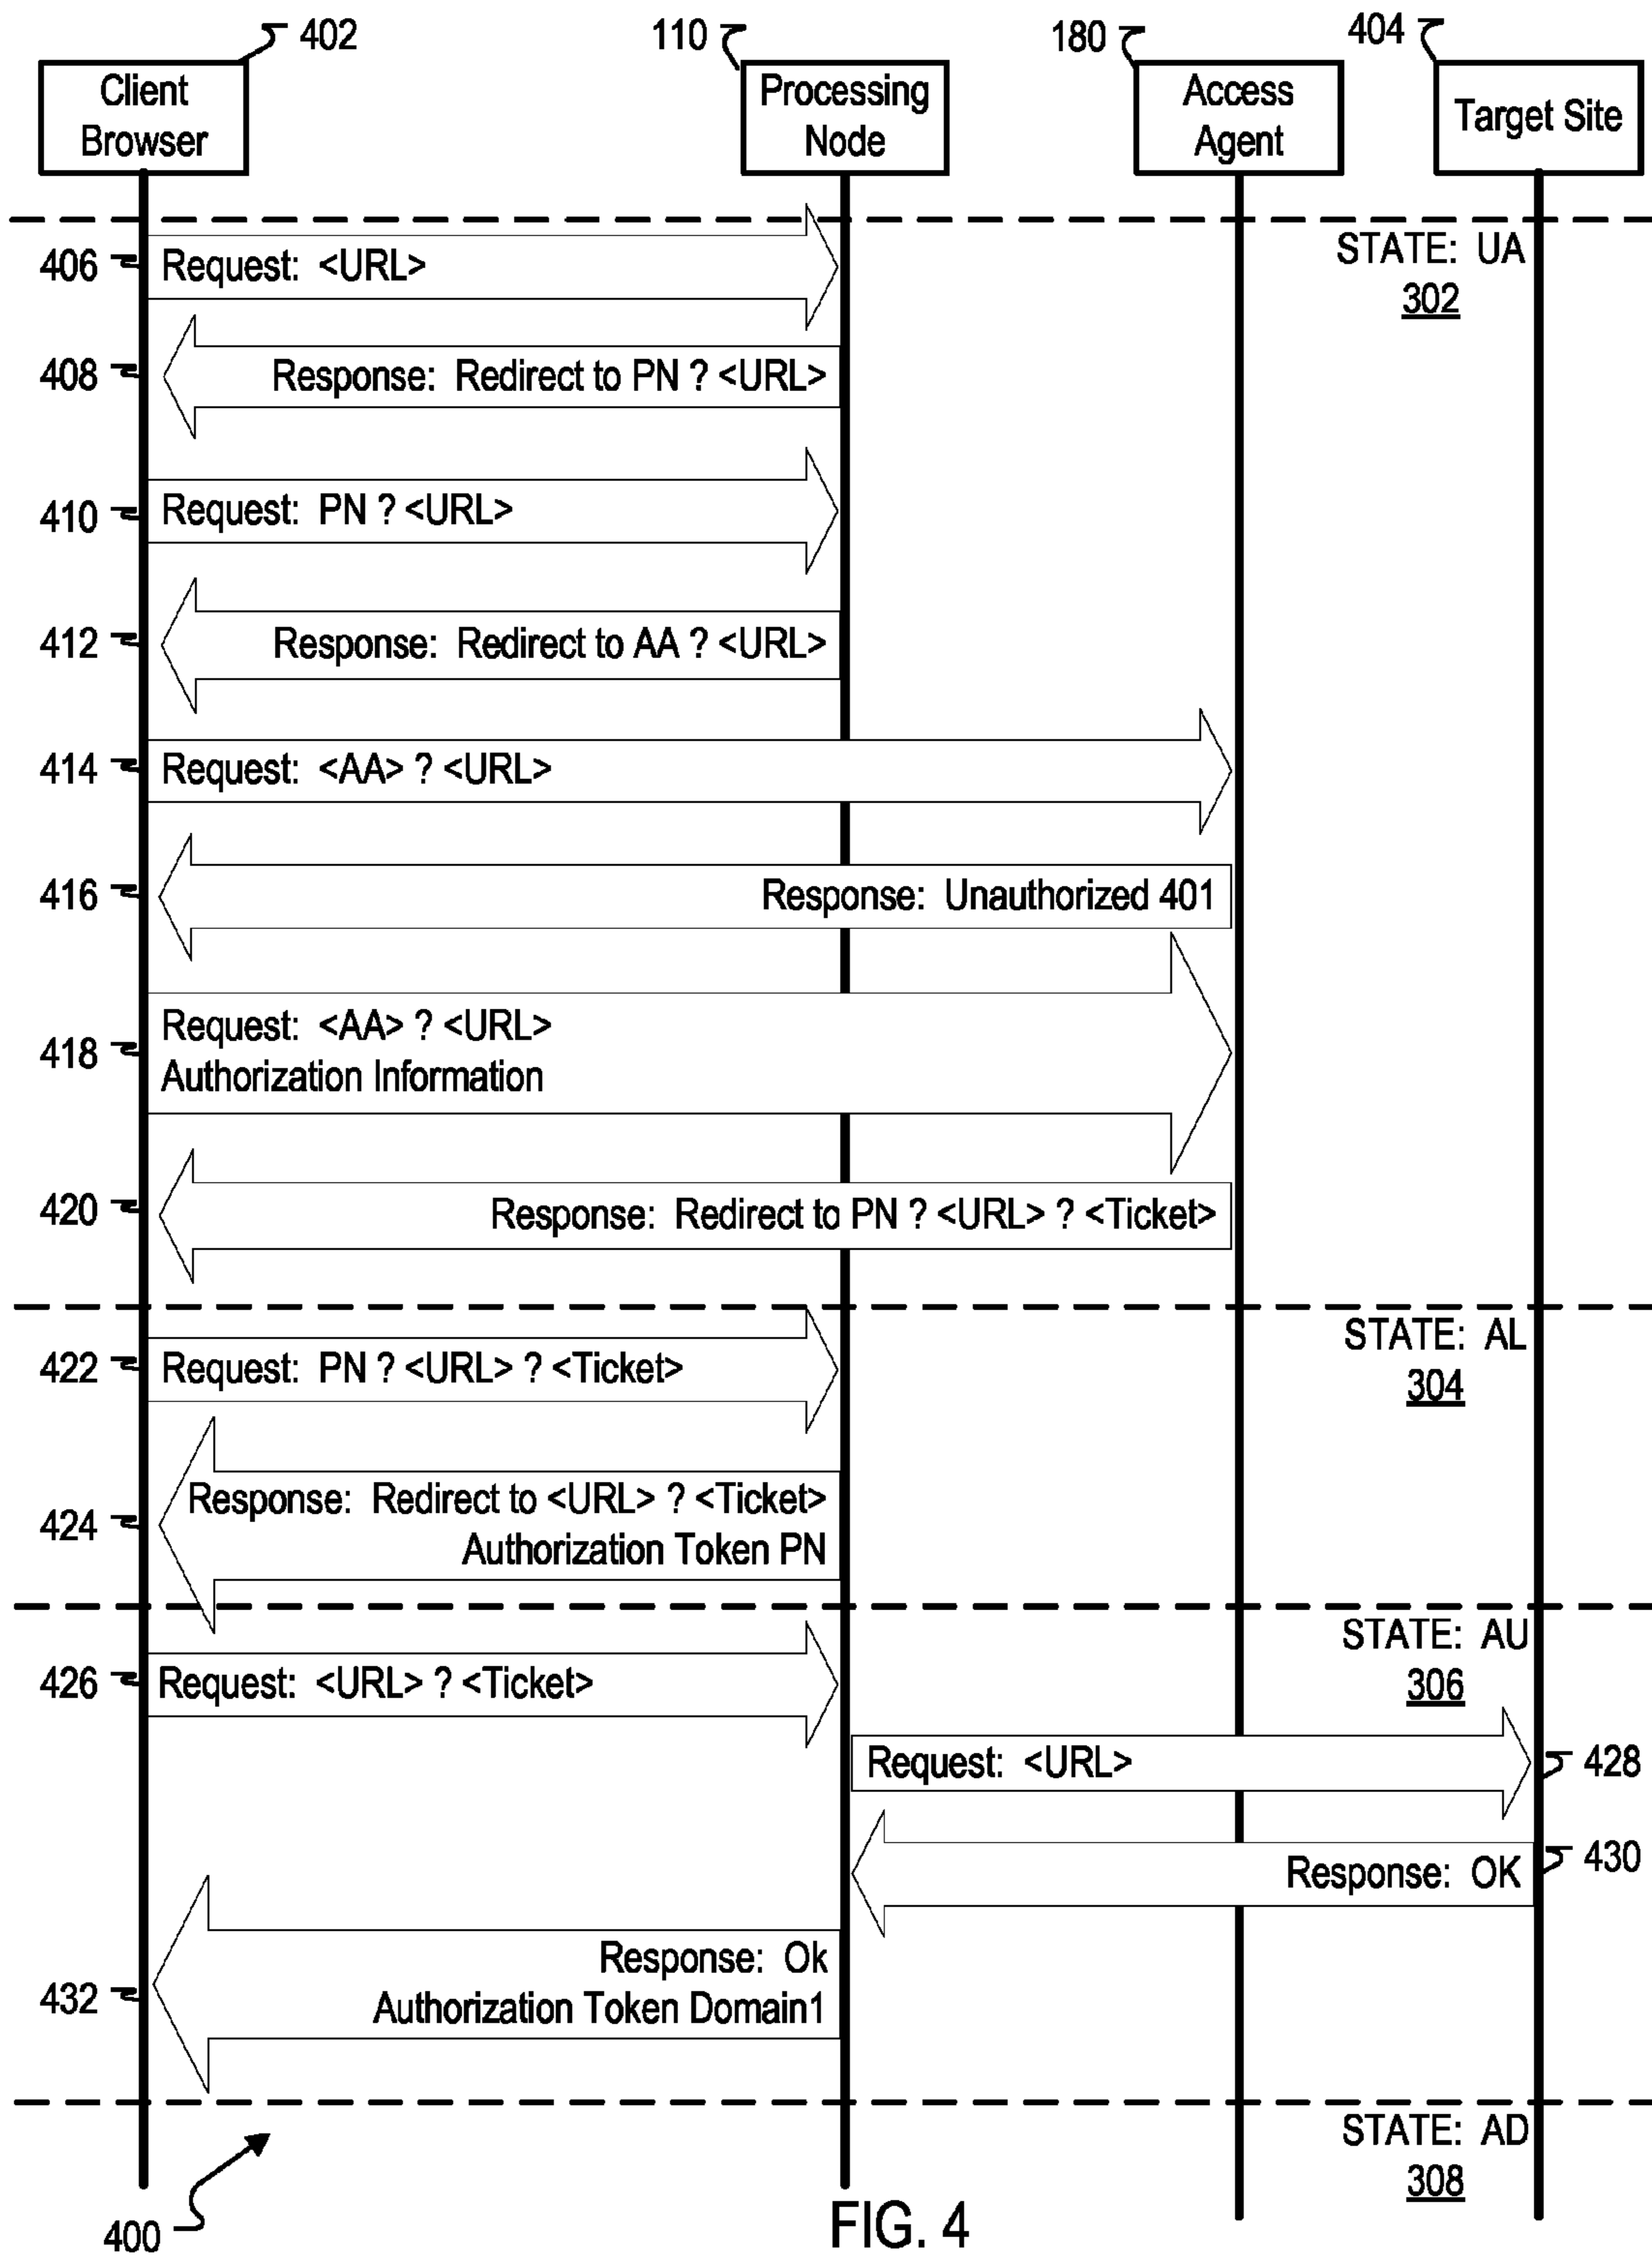 402
110
180
404
Client
Browser
Processing
Node
Access
Agent
Target Site
STATE: UA
302
406
Request: <URL>
408
Response: Redirect to PN ? <URL>
410
Request: PN ? <URL>
412
Response: Redirect to AA ? <URL>
414
Request: <AA> ? <URL>
416
Response: Unauthorized 401
418
Request: <AA> ? <URL>
Authorization Information
420
Response: Redirect to PN ? <URL> ? <Ticket>
STATE: AL
304
422
Request: PN ? <URL> ? <Ticket>
424
Response: Redirect to <URL> ? <Ticket>
Authorization Token PN
STATE: AU
306
426
Request: <URL> ? <Ticket>
Request: <URL>
428
Response: OK
430
432
Response: Ok
Authorization Token Domain1
STATE: AD
308
400
FIG. 4